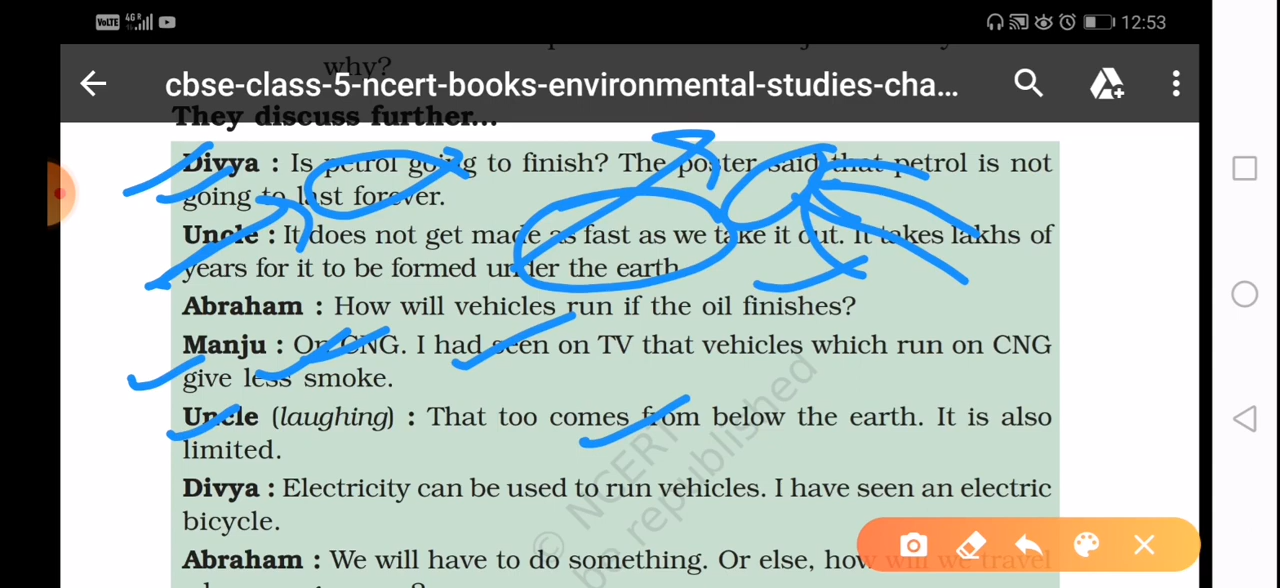 VoLTE 4G R 12:53
why?
cbse-class-5-ncert-books-environmental-studies-cha...
They discuss further...
Divya : Is petrol going to finish? The poster said that petrol is not
going to last forever.
Uncle : It does not get made as fast as we take it out. It takes lakhs of
years for it to be formed under the earth.
Abraham : How will vehicles run if the oil finishes?
Manju : On CNG. I had seen on TV that vehicles which run on CNG
give less smoke.
Uncle (laughing) : That too comes from below the earth. It is also
limited.
Divya : Electricity can be used to run vehicles. I have seen an electric
bicycle.
Abraham : We will have to do something. Or else, how will we travel
© NCERT
be republished